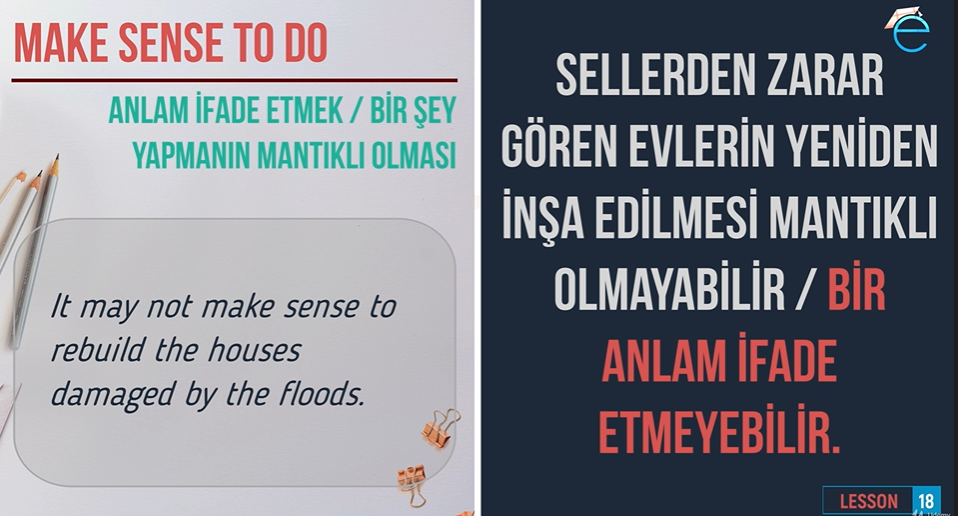 MAKE SENSE TO DO
ANLAM İFADE ETMEK / BİR ŞEY
YAPMANIN MANTIKLI OLMASI
It may not make sense to
rebuild the houses
damaged by the floods.
e
SELLERDEN ZARAR
GÖREN EVLERİN YENİDEN
İNŞA EDİLMESİ MANTIKLI
OLMAYABİLİR / BİR
ANLAM İFADE
ETMEYEBİLİR.
LESSON 18
Udemy